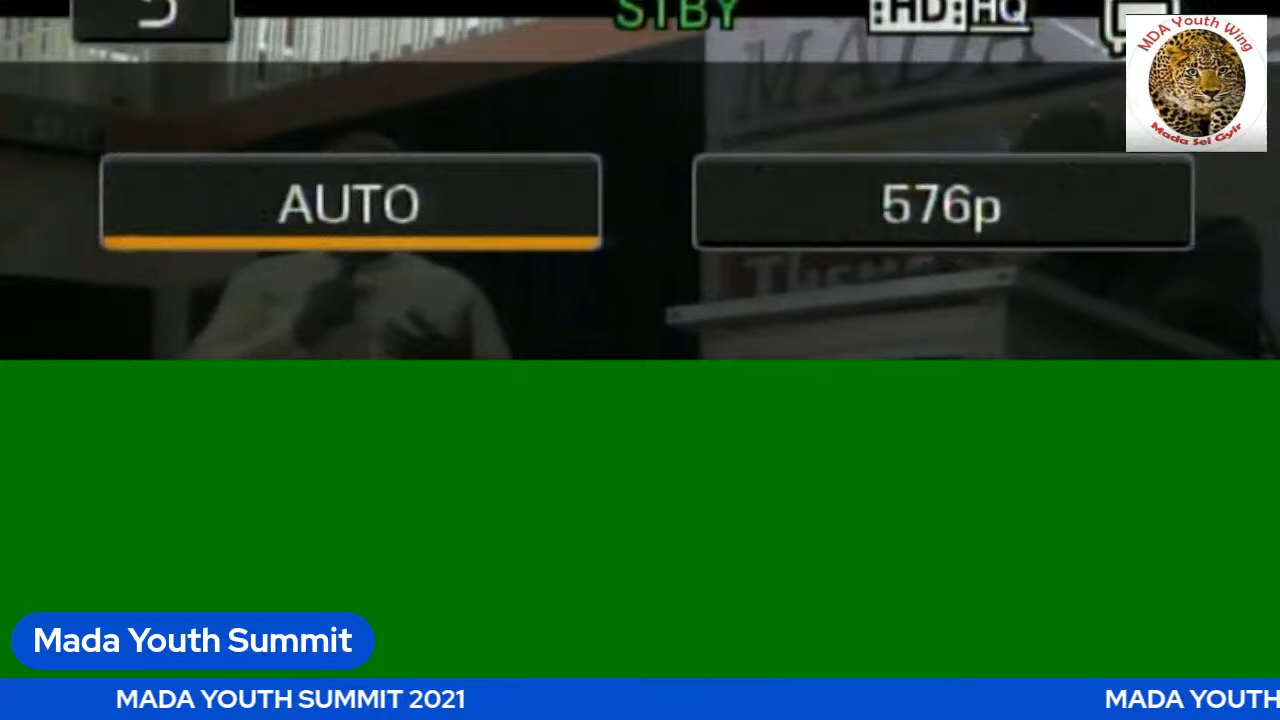 STBY
HD HQ
MADA
MDA Youth Wing
Mada Sei Gyir
AUTO
576p
Mada Youth Summit
MADA YOUTH SUMMIT 2021
MADA YOUTH